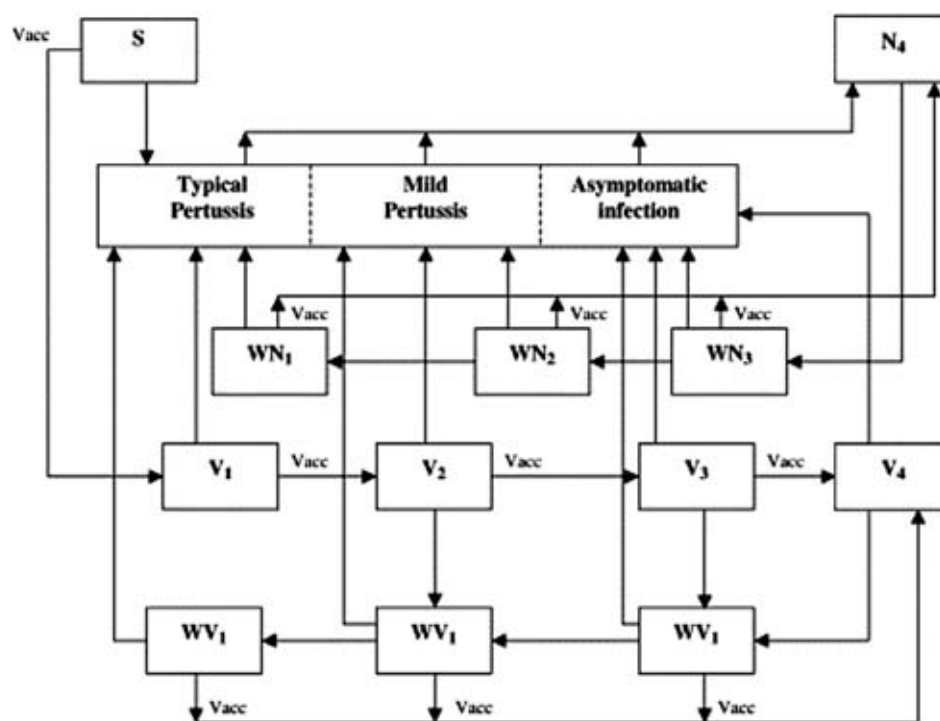 Vacc
S
N₄
Typical
Pertussis
Mild
Pertussis
Asymptomatic
infection
Vacc
Vacc
Vacc
WN₁
WN₂
WN₃
V₁
Vacc
V₂
Vacc
V₃
Vacc
V₄
WV₁
WV₁
WV₁
Vacc
Vacc
Vacc